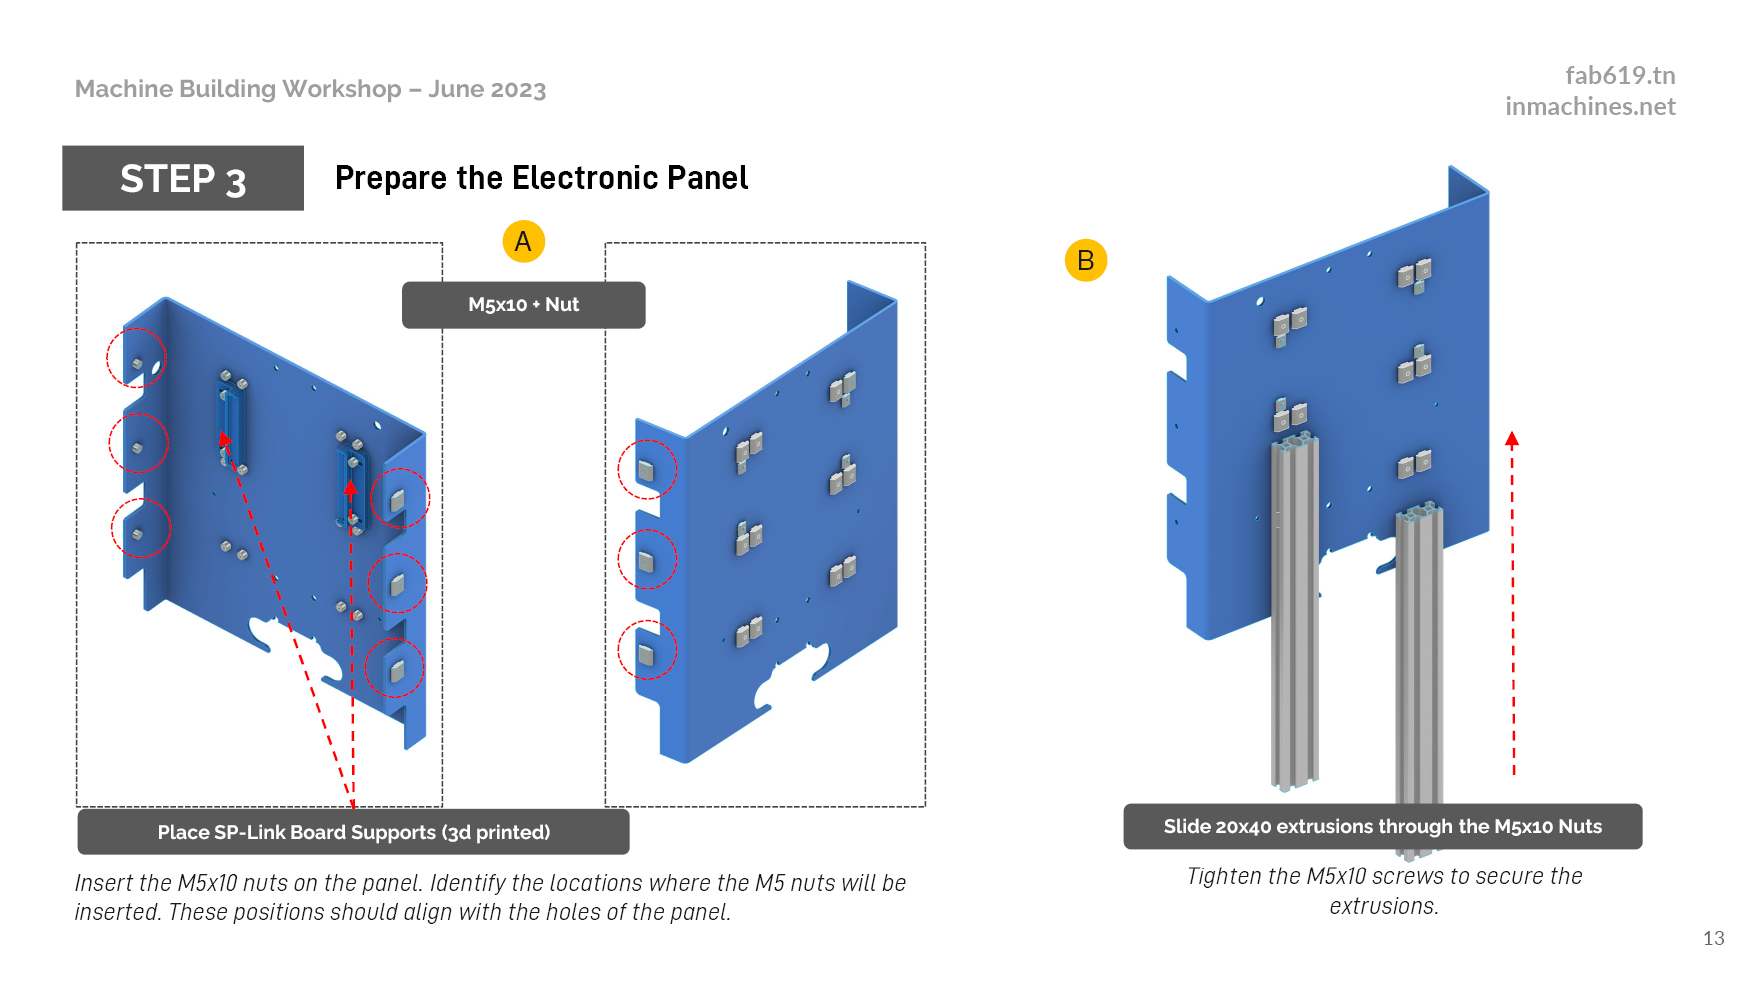 Machine Building Workshop – June 2023
fab619.tn
inmachines.net
STEP 3
Prepare the Electronic Panel
A
M5x10 + Nut
Place SP-Link Board Supports (3d printed)
Insert the M5x10 nuts on the panel. Identify the locations where the M5 nuts will be
inserted. These positions should align with the holes of the panel.
B
Slide 20x40 extrusions through the M5x10 Nuts
Tighten the M5x10 screws to secure the
extrusions.
13